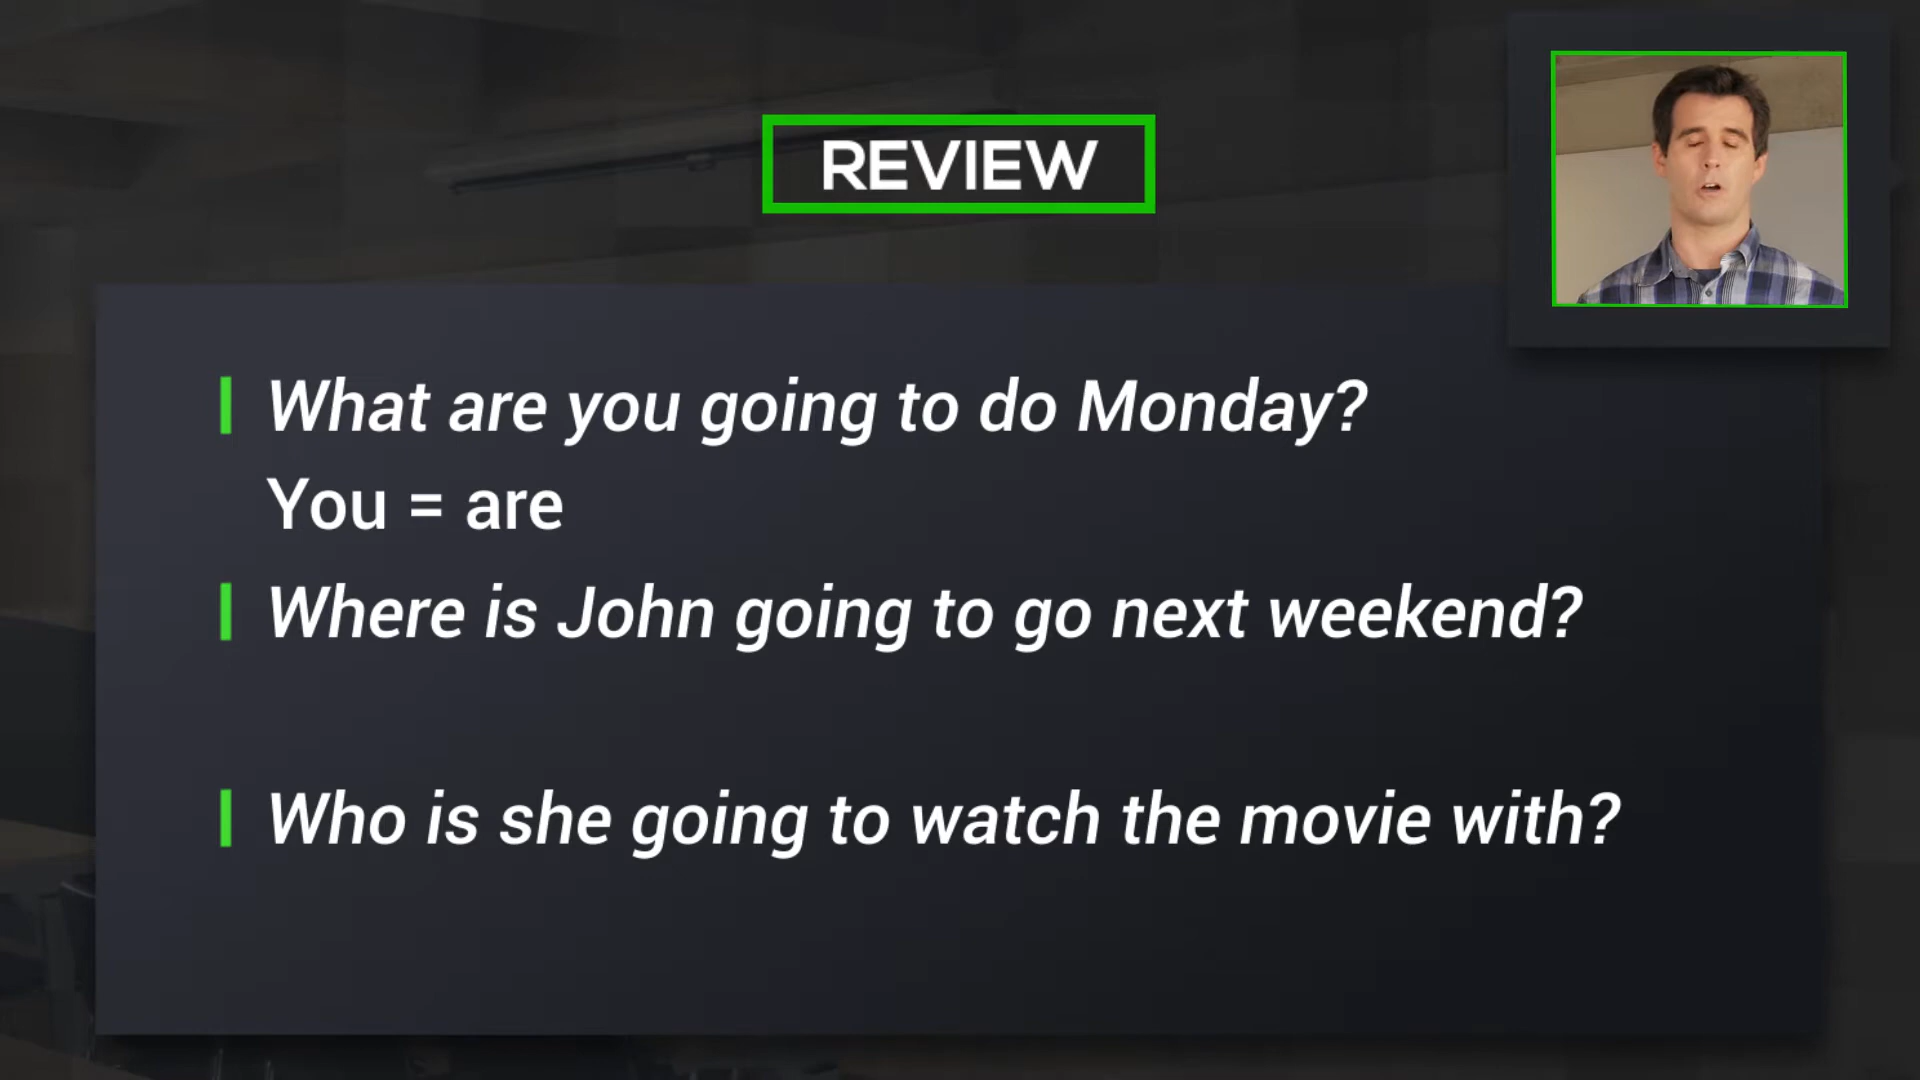 REVIEW
What are you going to do Monday?
You = are
Where is John going to go next weekend?
Who is she going to watch the movie with?